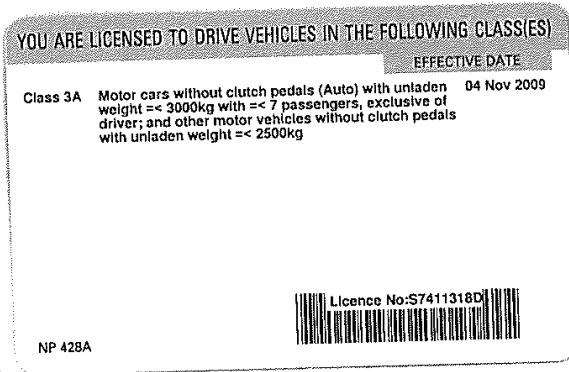 YOU ARE LICENSED TO DRIVE VEHICLES IN THE FOLLOWING CLASS(ES)
EFFECTIVE DATE
Class 3A Motor cars without clutch pedals (Auto) with unladen 04 Nov 2009
weight =< 3000kg with =< 7 passengers, exclusive of
driver; and other motor vehicles without clutch pedals
with unladen weight =< 2500kg
Licence No:S7411318D
NP 428A